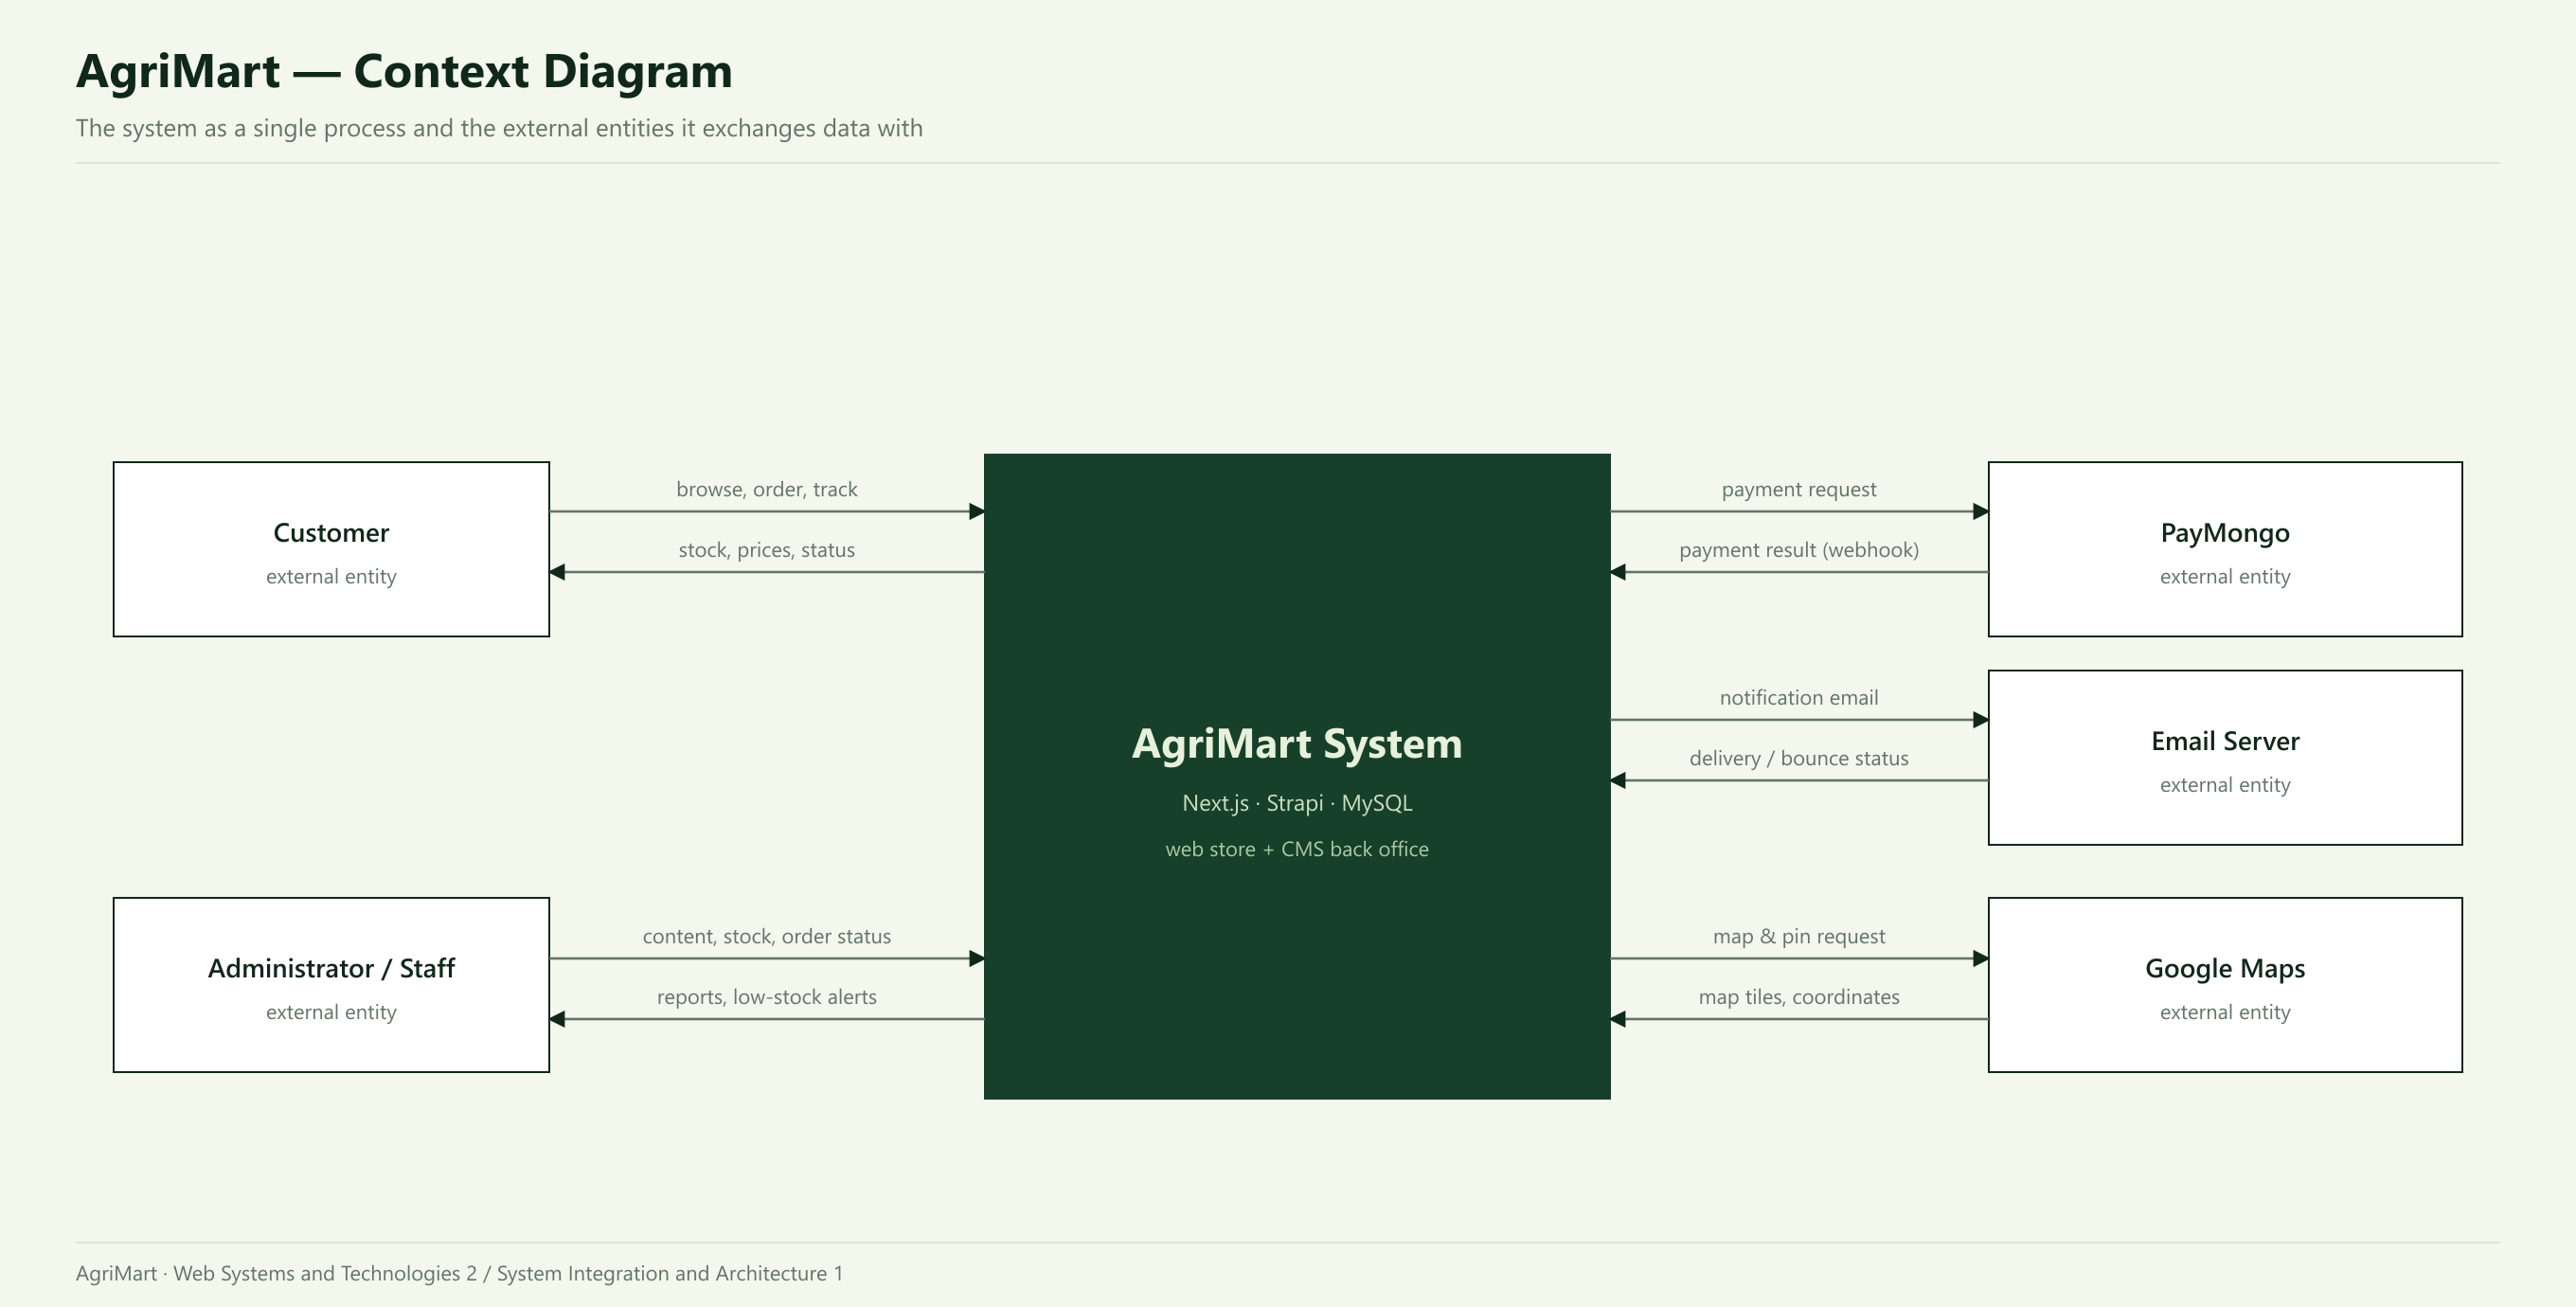 AgriMart — Context Diagram
The system as a single process and the external entities it exchanges data with
Customer
external entity
browse, order, track
stock, prices, status
Administrator / Staff
external entity
content, stock, order status
reports, low-stock alerts
AgriMart System
Next.js · Strapi · MySQL
web store + CMS back office
payment request
payment result (webhook)
PayMongo
external entity
notification email
delivery / bounce status
Email Server
external entity
map & pin request
map tiles, coordinates
Google Maps
external entity
AgriMart · Web Systems and Technologies 2 / System Integration and Architecture 1